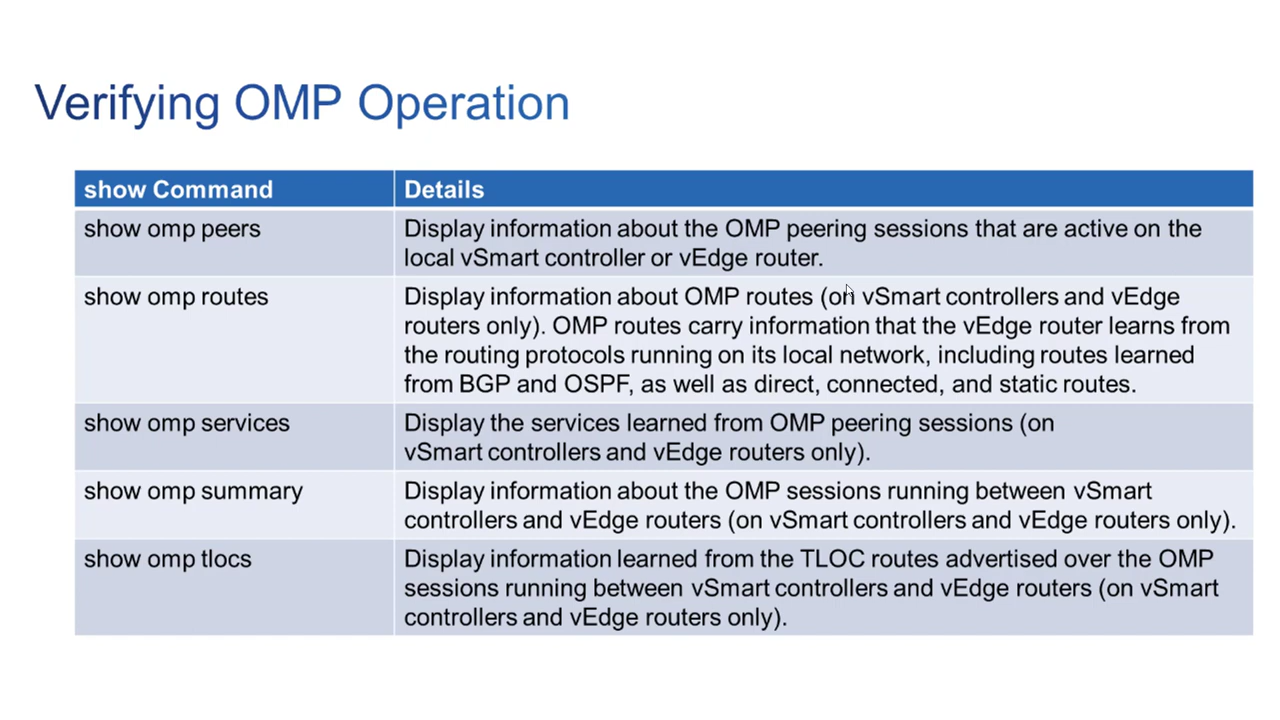 Verifying OMP Operation
show Command
Details
show omp peers
Display information about the OMP peering sessions that are active on the
local vSmart controller or vEdge router.
show omp routes
Display information about OMP routes (on vSmart controllers and vEdge
routers only). OMP routes carry information that the vEdge router learns from
the routing protocols running on its local network, including routes learned
from BGP and OSPF, as well as direct, connected, and static routes.
show omp services
Display the services learned from OMP peering sessions (on
vSmart controllers and vEdge routers only).
show omp summary
Display information about the OMP sessions running between vSmart
controllers and vEdge routers (on vSmart controllers and vEdge routers only).
show omp tlocs
Display information learned from the TLOC routes advertised over the OMP
sessions running between vSmart controllers and vEdge routers (on vSmart
controllers and vEdge routers only).